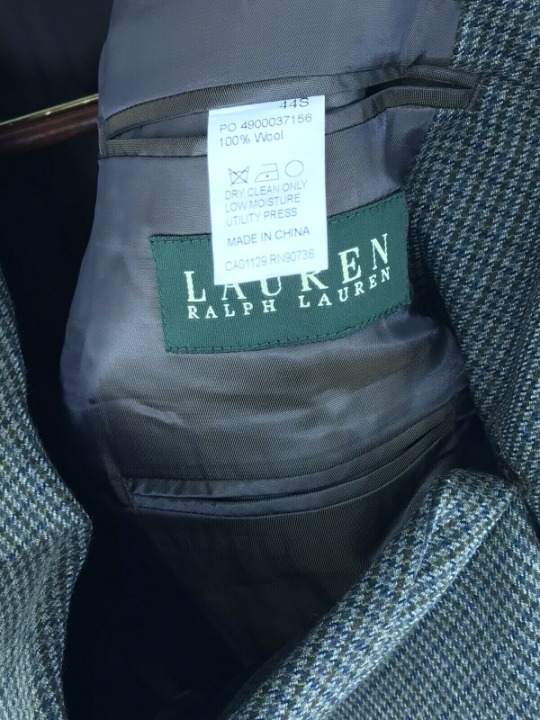 44S
PO 4900037156
100% Wool
DRY CLEAN ONLY
LOW MOISTURE
UTILITY PRESS
MADE IN CHINA
CA01129 RN90736
LAUREN
RALPH LAUREN